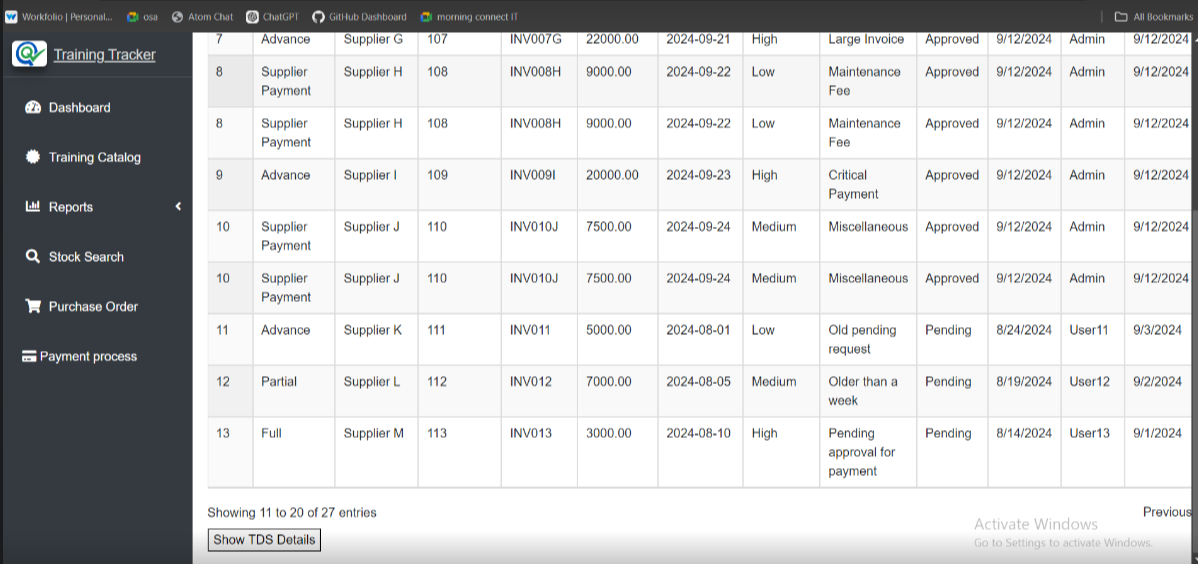 Workfolio | Personal... osa Atom Chat ChatGPT GitHub Dashboard morning connect IT All Bookmarks
Training Tracker
Dashboard
Training Catalog
Reports
Stock Search
Purchase Order
Payment process
7 Advance Supplier G 107 INV007G 22000.00 2024-09-21 High Large Invoice Approved 9/12/2024 Admin 9/12/2024
8 Supplier H 108 INV008H 9000.00 2024-09-22 Low Maintenance Approved 9/12/2024 Admin 9/12/2024
Supplier Payment Fee
8 Supplier Supplier H 108 INV008H 9000.00 2024-09-22 Low Maintenance Approved 9/12/2024 Admin 9/12/2024
Payment Fee
9 Advance Supplier I 109 INV009I 20000.00 2024-09-23 High Critical Approved 9/12/2024 Admin 9/12/2024
Payment
10 Supplier Supplier J 110 INV010J 7500.00 2024-09-24 Medium Miscellaneous Approved 9/12/2024 Admin 9/12/2024
Payment
10 Supplier Supplier J 110 INV010J 7500.00 2024-09-24 Medium Miscellaneous Approved 9/12/2024 Admin 9/12/2024
Payment
11 Advance Supplier K 111 INV011 5000.00 2024-08-01 Low Old pending Pending 8/24/2024 User11 9/3/2024
request
12 Partial Supplier L 112 INV012 7000.00 2024-08-05 Medium Older than a Pending 8/19/2024 User12 9/2/2024
week
13 Full Supplier M 113 INV013 3000.00 2024-08-10 High Pending Pending 8/14/2024 User13 9/1/2024
approval for
payment
Showing 11 to 20 of 27 entries Previous
Show TDS Details
Activate Windows
Go to Settings to activate Windows.